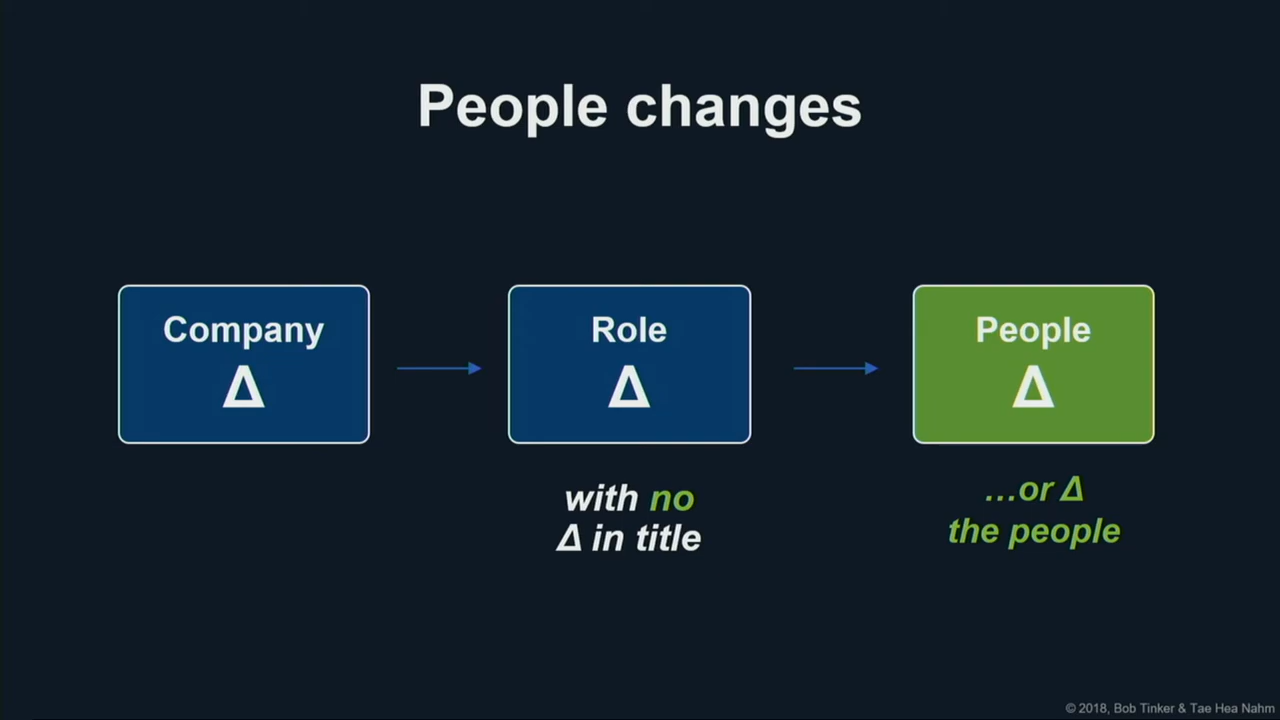 People changes
Company
Δ
Role
Δ
with no
Δ in title
People
Δ
…or Δ
the people
© 2018, Bob Tinker & Tae Hea Nahm